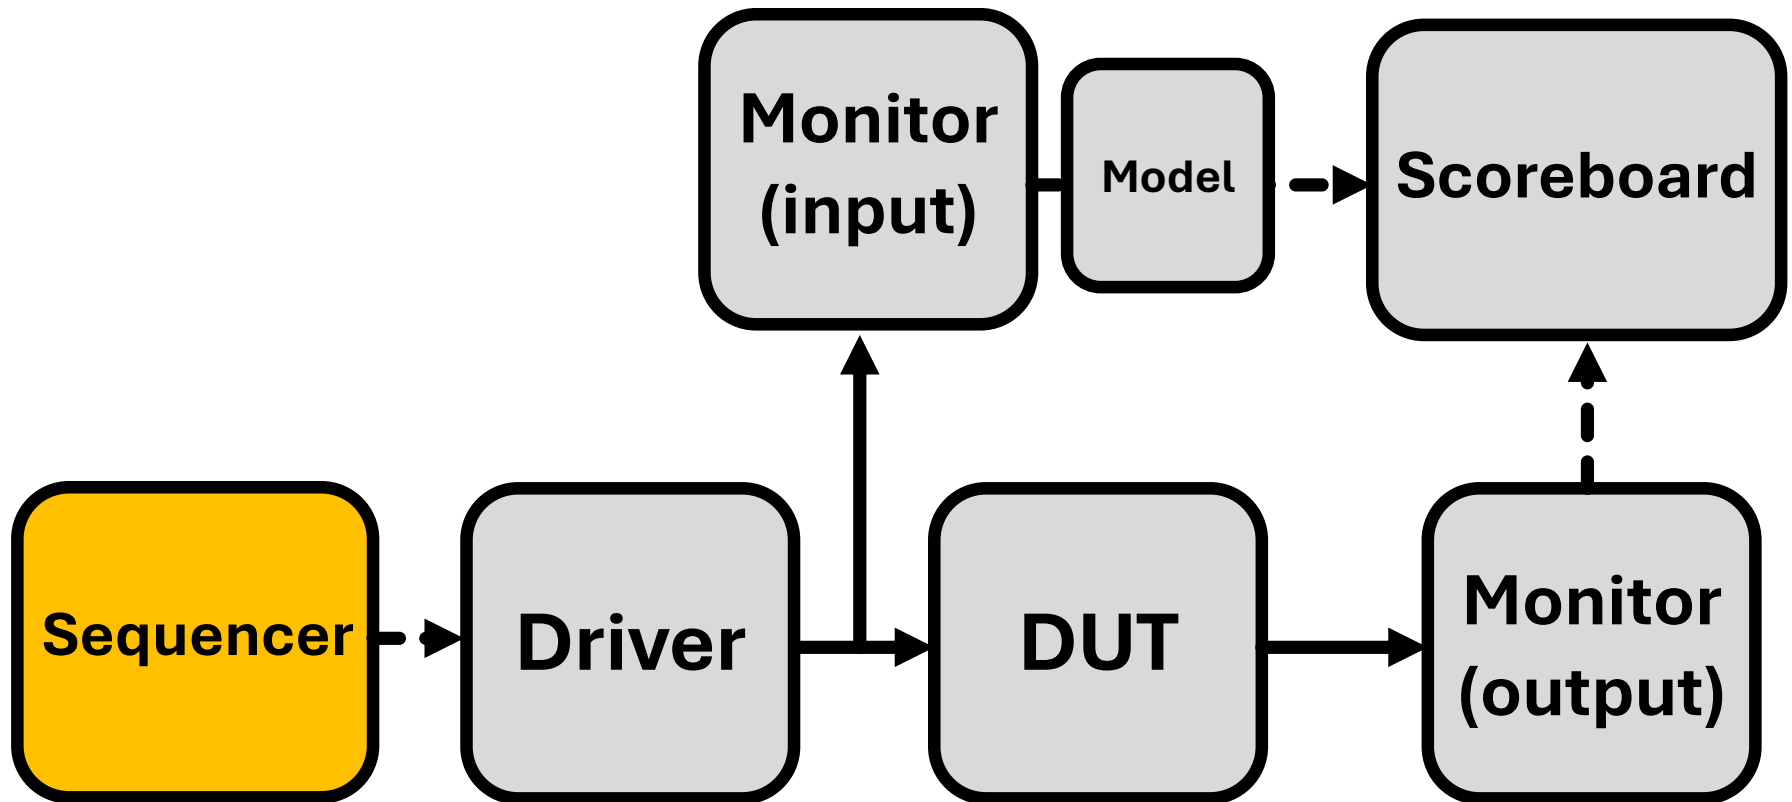 Monitor
(input)
Model
Scoreboard
Sequencer
Driver
DUT
Monitor
(output)